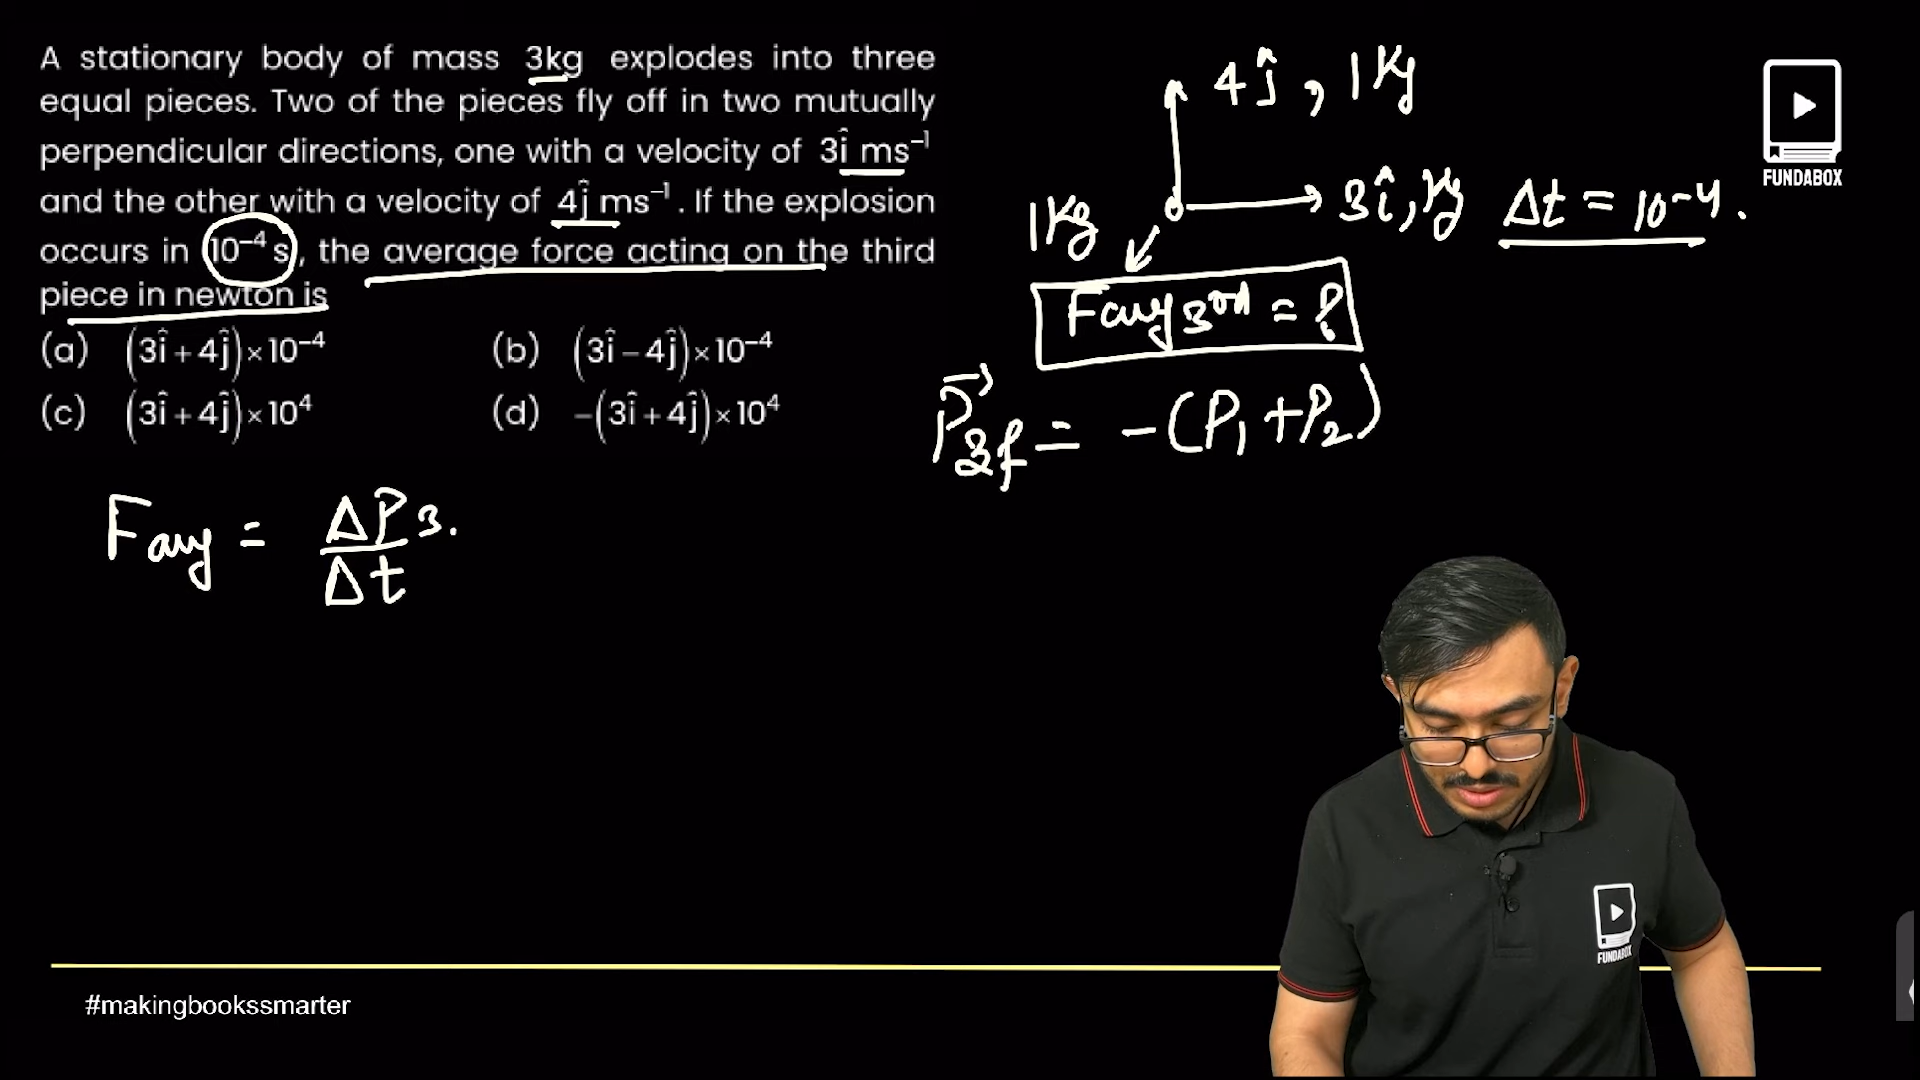 A stationary body of mass 3kg explodes into three
equal pieces. Two of the pieces fly off in two mutually
perpendicular directions, one with a velocity of 3î ms⁻¹
and the other with a velocity of 4ĵ ms⁻¹. If the explosion
occurs in 10⁻⁴ s, the average force acting on the third
piece in newton is
(a) (3î + 4ĵ) × 10⁻⁴
(b) (3î − 4ĵ) × 10⁻⁴
(c) (3î + 4ĵ) × 10⁴
(d) −(3î + 4ĵ) × 10⁴
Favg = ΔP3. / Δt
4ĵ, 1Kg
3î, Kg
Δt = 10⁻⁴.
1Kg
Favg 3rd = ?
P⃗3f = −(P₁ + P₂)
FUNDABOX
FUNDABOX
#makingbookssmarter